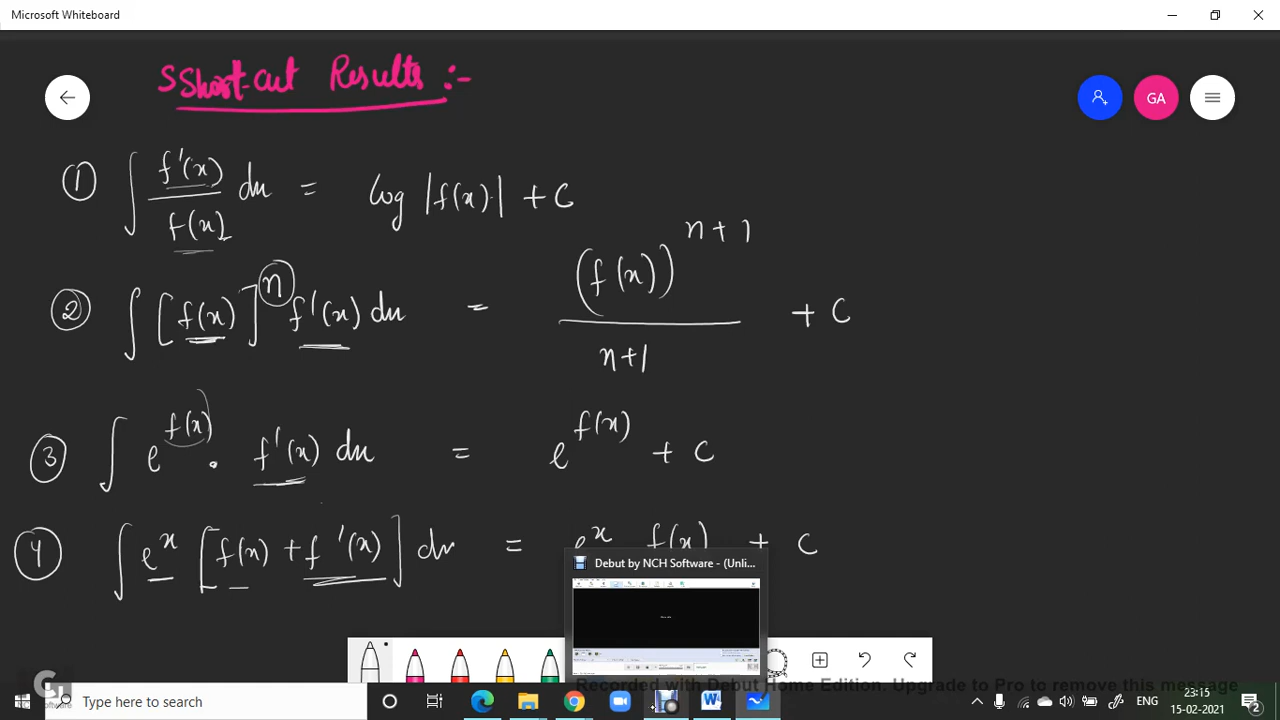 Microsoft Whiteboard
SShort-cut Results :-
GA
① ∫ f'(x)/f(x) dx = log |f(x)| + C
② ∫ [f(x)]^n f'(x) dx = (f(x))^(n+1)/(n+1) + C
③ ∫ e^f(x) . f'(x) dx = e^f(x) + C
④ ∫ e^x [f(x) + f'(x)] dx = e^x f(x) + C
Debut by NCH Software - (Unli...
Recorded with Debut Home Edition. Upgrade to Pro to remove this message
Type here to search
ENG
23:15
15-02-2021
2